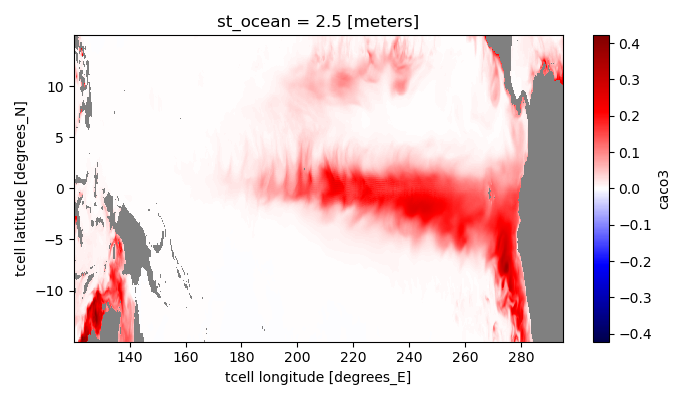 st_ocean = 2.5 [meters]
10
5
0
−5
−10
tcell latitude [degrees_N]
140 160 180 200 220 240 260 280
tcell longitude [degrees_E]
0.4
0.3
0.2
0.1
0.0
−0.1
−0.2
−0.3
−0.4
caco3